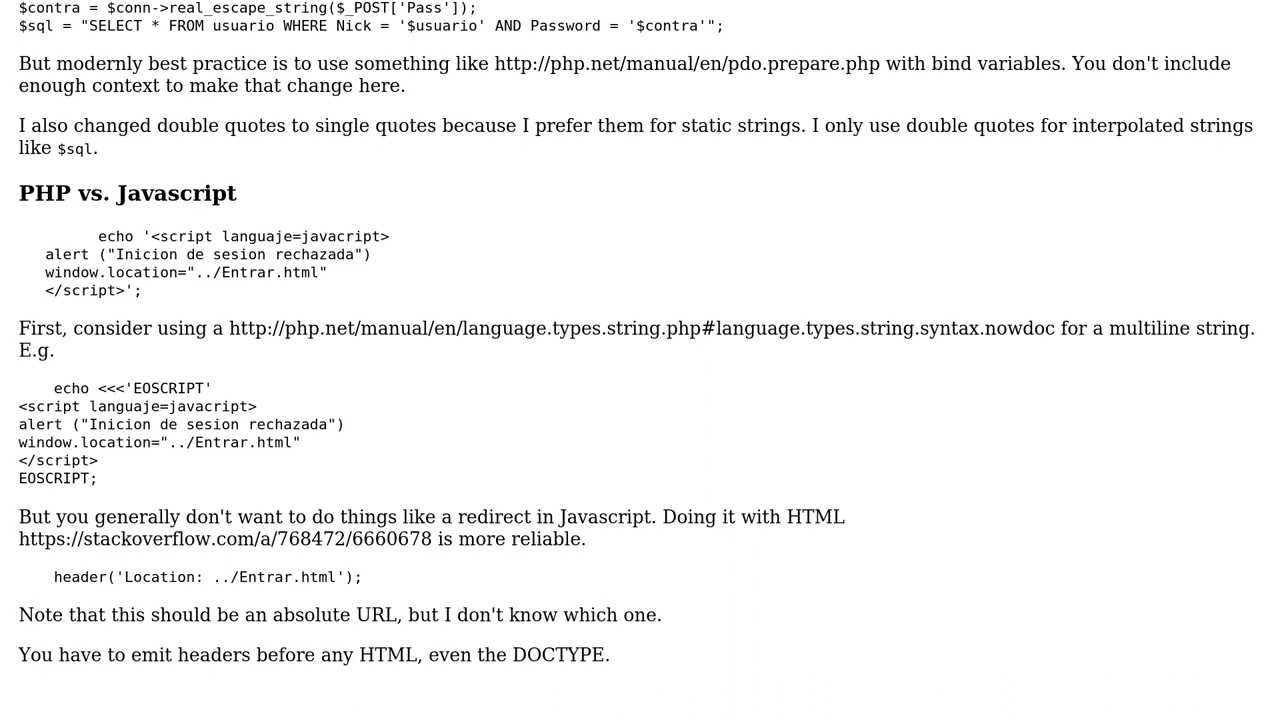 $contra = $conn->real_escape_string($_POST['Pass']);
$sql = "SELECT * FROM usuario WHERE Nick = '$usuario' AND Password = '$contra'";
But modernly best practice is to use something like http://php.net/manual/en/pdo.prepare.php with bind variables. You don't include
enough context to make that change here.
I also changed double quotes to single quotes because I prefer them for static strings. I only use double quotes for interpolated strings
like $sql.
PHP vs. Javascript
echo '<script languaje=javacript>
alert ("Inicion de sesion rechazada")
window.location="../Entrar.html"
</script>';
First, consider using a http://php.net/manual/en/language.types.string.php#language.types.string.syntax.nowdoc for a multiline string.
E.g.
echo <<<'EOSCRIPT'
<script languaje=javacript>
alert ("Inicion de sesion rechazada")
window.location="../Entrar.html"
</script>
EOSCRIPT;
But you generally don't want to do things like a redirect in Javascript. Doing it with HTML
https://stackoverflow.com/a/768472/6660678 is more reliable.
header('Location: ../Entrar.html');
Note that this should be an absolute URL, but I don't know which one.
You have to emit headers before any HTML, even the DOCTYPE.